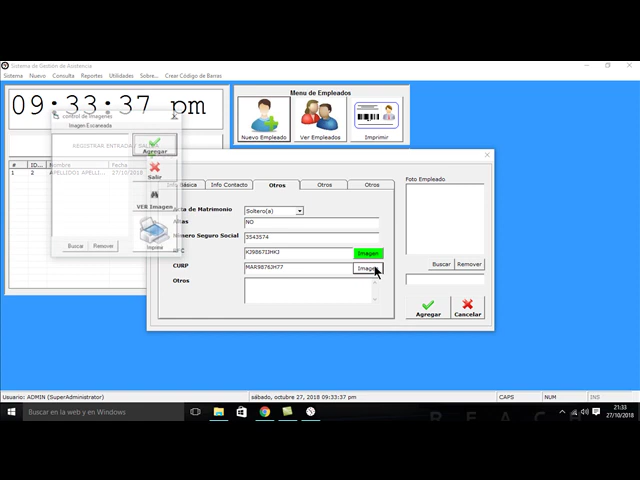 Sistema de Gestión de Asistencia
Sistema Nuevo Consulta Reportes Utilidades Sobre... Crear Código de Barras
09:33:37 pm
Menu de Empleados
Nuevo Empleado Ver Empleados Imprimir
control de Imagenes
Imagen Escaneada
REGISTRAR ENTRADA / SALIDA
Agregar
Salir
VER Imagen
Buscar Remover
# ID... Nombre Fecha
1 2 APELLIDO1 APELLI... 27/10/2018
Info Básica Info Contacto Otros Otros Otros
Acta de Matrimonio Soltero(a)
Altas NO
Número Seguro Social 3543574
Imagen
CURP MAR98763H77 Imagen
Otros
Foto Empleado
Buscar Remover
Agregar Cancelar
Usuario: ADMIN (SuperAdministrator) sábado, octubre 27, 2018 09:33:37 pm CAPS NUM INS
Buscar en la web y en Windows
REACH
21:33
27/10/2018